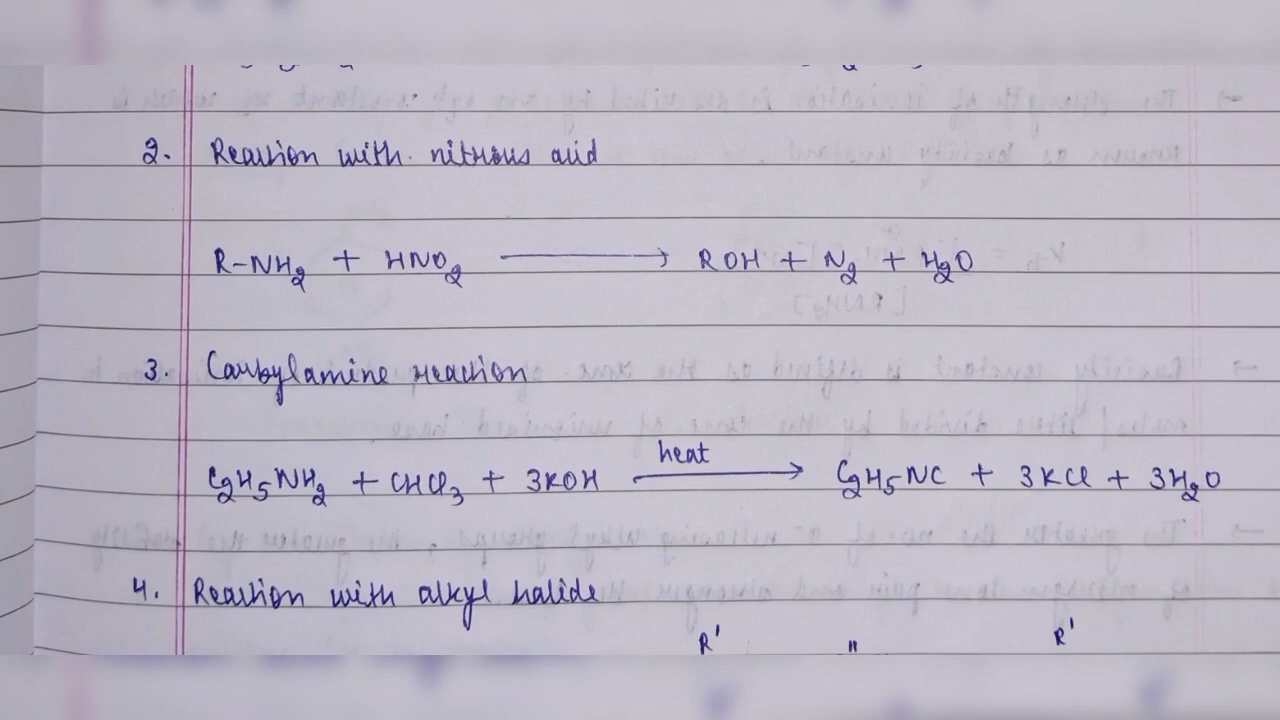 2. Reaction with nitrous acid
R-NH₂ + HNO₂ ⟶ ROH + N₂ + H₂O
3. Carbylamine reaction
C₂H₅NH₂ + CHCl₃ + 3KOH heat⟶ C₂H₅NC + 3KCl + 3H₂O
4. Reaction with alkyl halide
R' " R'